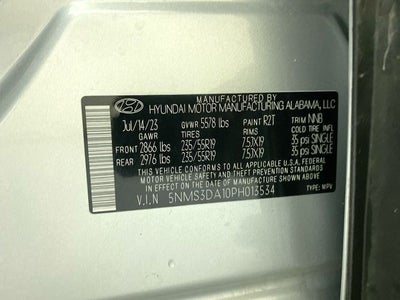 MANUFACTURED BY
HYUNDAI MOTOR MANUFACTURING ALABAMA, LLC
Jul/14/23 GVWR 5578 lbs PAINT R2T TRIM NNB
GAWR TIRES RIMS COLD INFL
FRONT 2866 lbs 235/55R19 7.5JX19 35 psi SINGLE
REAR 2976 lbs 235/55R19 7.5JX19 35 psi SINGLE
THIS VEHICLE CONFORMS TO ALL APPLICABLE FEDERAL MOTOR VEHICLE
SAFETY AND THEFT PREVENTION STANDARDS IN EFFECT ON THE DATE OF
MANUFACTURE SHOWN ABOVE.
V.I.N 5NMS3DA10PH013534 TYPE: MPV